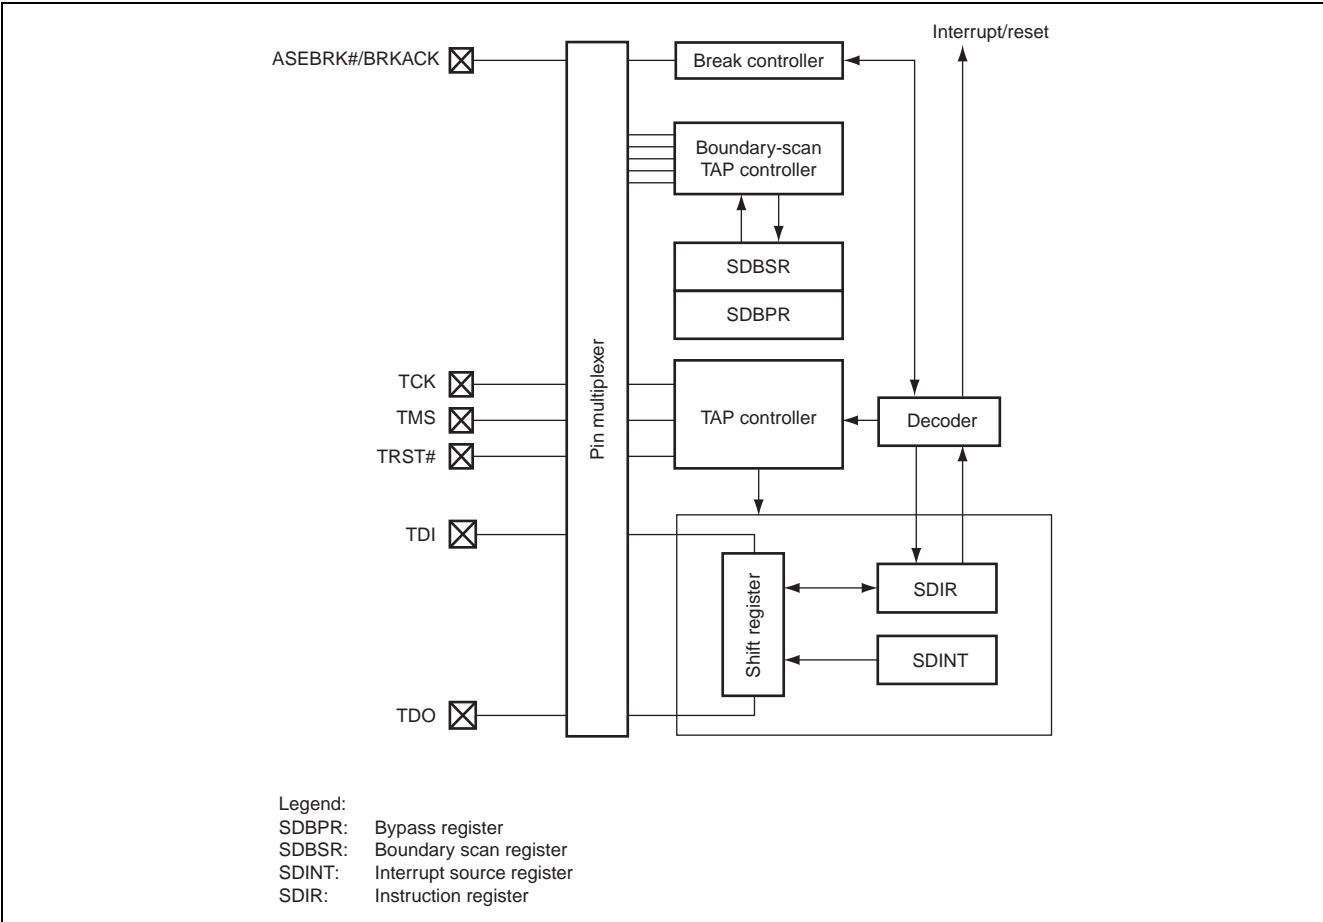 Interrupt/reset
ASEBRK#/BRKACK
Break controller
Boundary-scan
TAP controller
SDBSR
SDBPR
Pin multiplexer
TCK
TMS
TRST#
TAP controller
Decoder
TDI
Shift register
SDIR
SDINT
TDO
Legend:
SDBPR: Bypass register
SDBSR: Boundary scan register
SDINT: Interrupt source register
SDIR: Instruction register